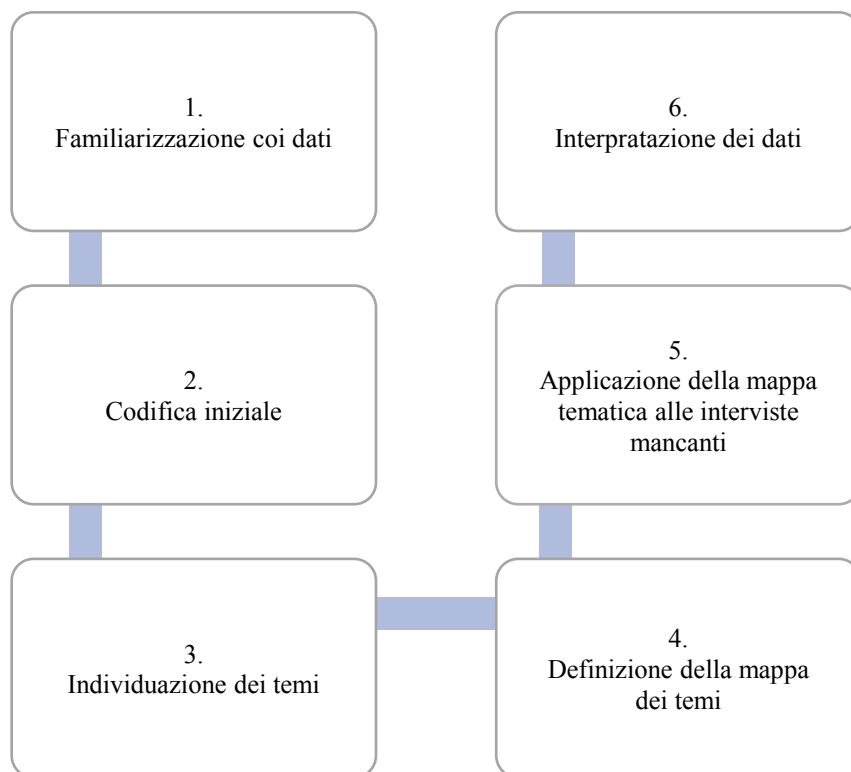 1.
Familiarizzazione coi dati
2.
Codifica iniziale
3.
Individuazione dei temi
4.
Definizione della mappa
dei temi
5.
Applicazione della mappa
tematica alle interviste
mancanti
6.
Interpratazione dei dati